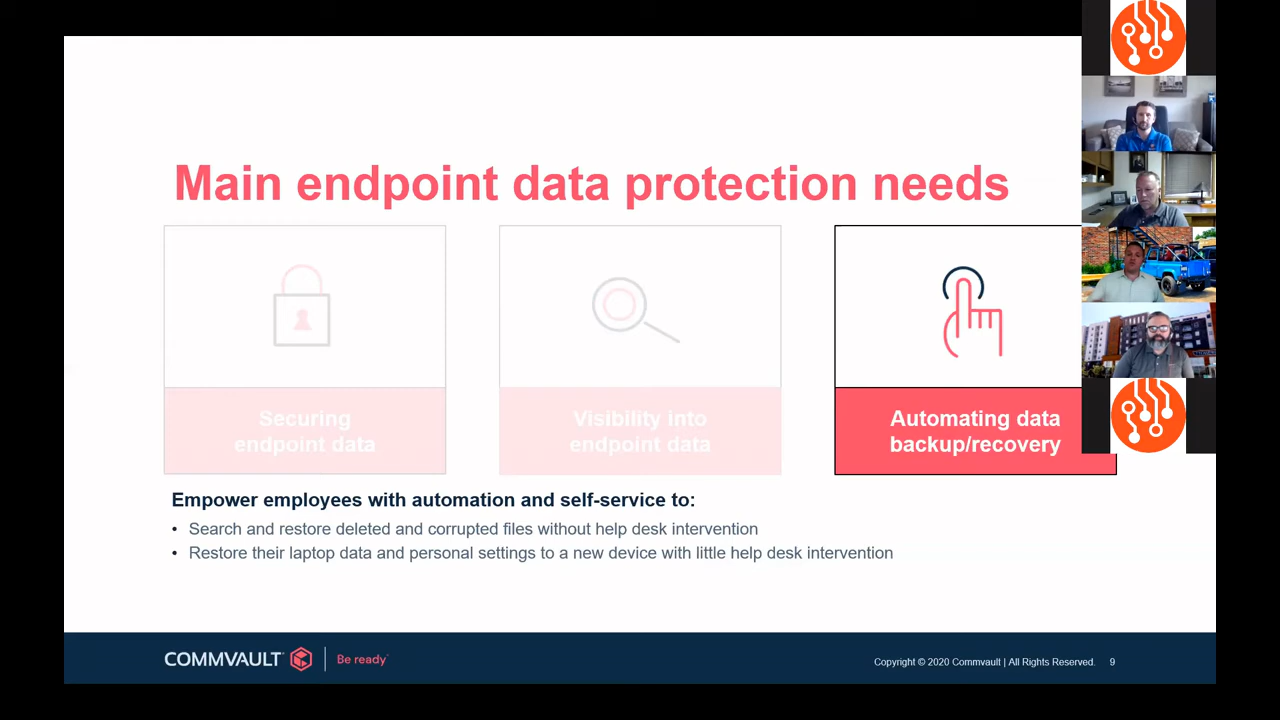 Main endpoint data protection needs
Securing
endpoint data
Visibility into
endpoint data
Automating data
backup/recovery
Empower employees with automation and self-service to:
• Search and restore deleted and corrupted files without help desk intervention
• Restore their laptop data and personal settings to a new device with little help desk intervention
COMMVAULT
Be ready
Copyright © 2020 Commvault | All Rights Reserved. 9